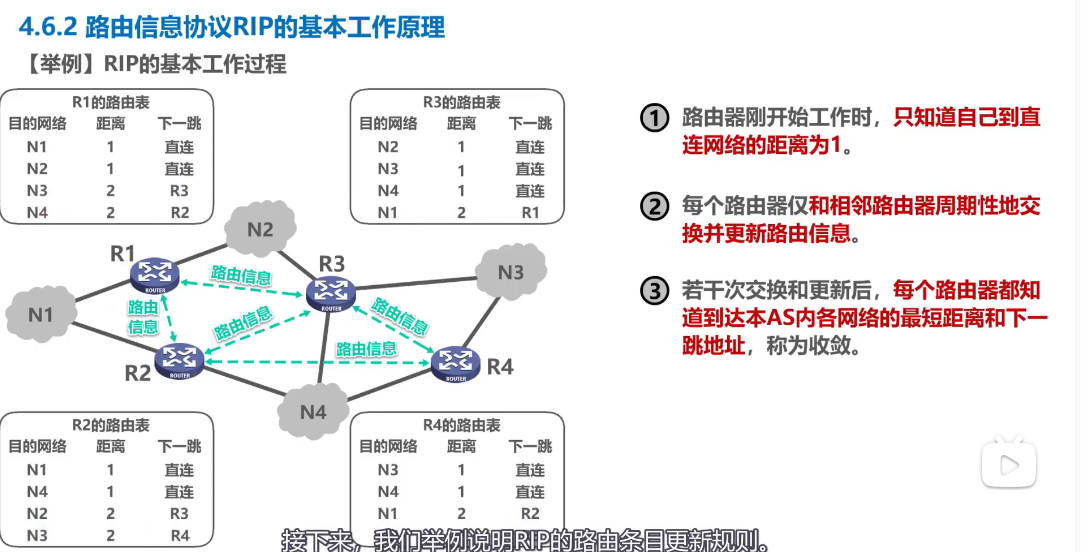 4.6.2 路由信息协议RIP的基本工作原理
【举例】RIP的基本工作过程
R1的路由表
目的网络 距离 下一跳
N1 1 直连
N2 1 直连
N3 2 R3
N4 2 R2
R3的路由表
目的网络 距离 下一跳
N2 1 直连
N3 1 直连
N4 1 直连
N1 2 R1
N2
R1
R3
N3
路由信息
ROUTER
ROUTER
N1
路由
信息
路由信息
路由信息
路由信息
R2
ROUTER
ROUTER
R4
N4
R2的路由表
目的网络 距离 下一跳
N1 1 直连
N4 1 直连
N2 2 R3
N3 2 R4
R4的路由表
目的网络 距离 下一跳
N3 1 直连
N4 1 直连
N1 2 R2
1 路由器刚开始工作时，只知道自己到直
连网络的距离为1。
2 每个路由器仅和相邻路由器周期性地交
换并更新路由信息。
3 若干次交换和更新后，每个路由器都知
道到达本AS内各网络的最短距离和下一
跳地址，称为收敛。
接下来，我们举例说明RIP的路由条目更新规则。